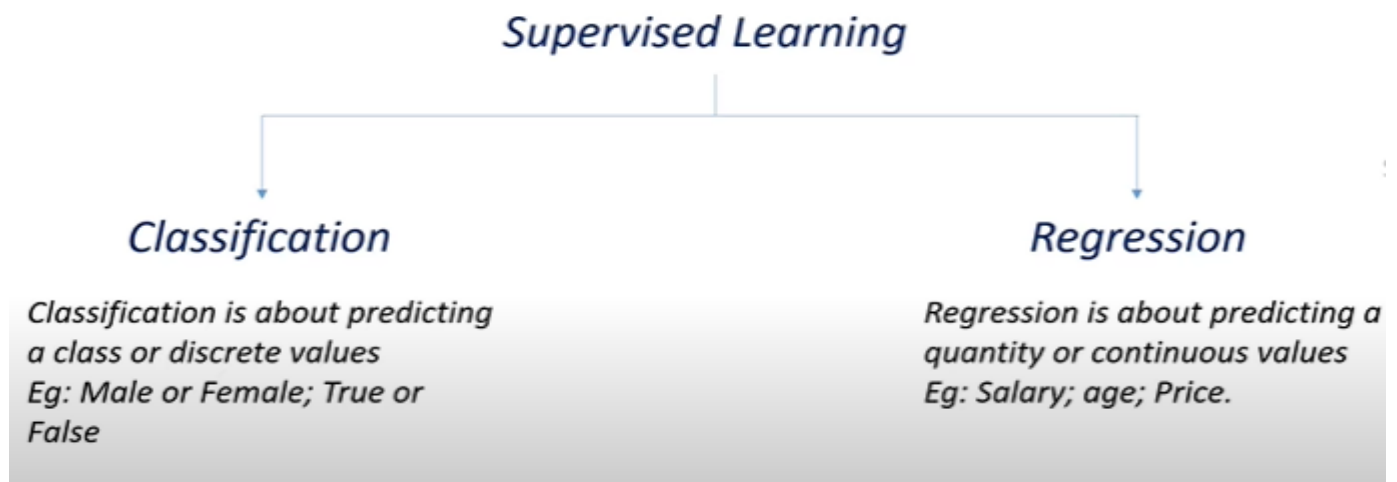 Supervised Learning
Classification
Regression
Classification is about predicting
a class or discrete values
Eg: Male or Female; True or
False
Regression is about predicting a
quantity or continuous values
Eg: Salary; age; Price.